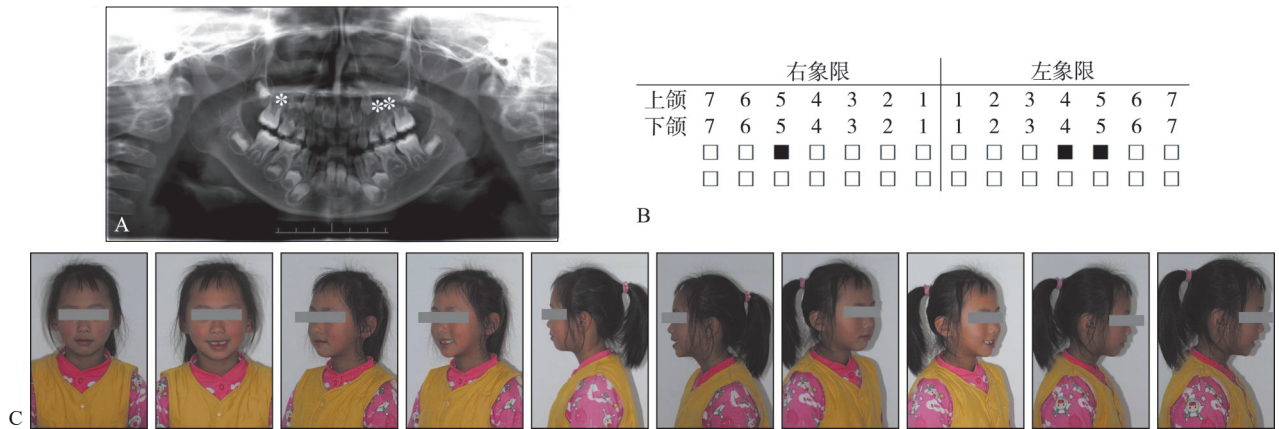 * **
A
右象限 左象限
上颌 7 6 5 4 3 2 1 1 2 3 4 5 6 7
下颌 7 6 5 4 3 2 1 1 2 3 4 5 6 7
□ □ ■ □ □ □ □ □ □ □ ■ ■ □ □
□ □ □ □ □ □ □ □ □ □ □ □ □ □
B
C